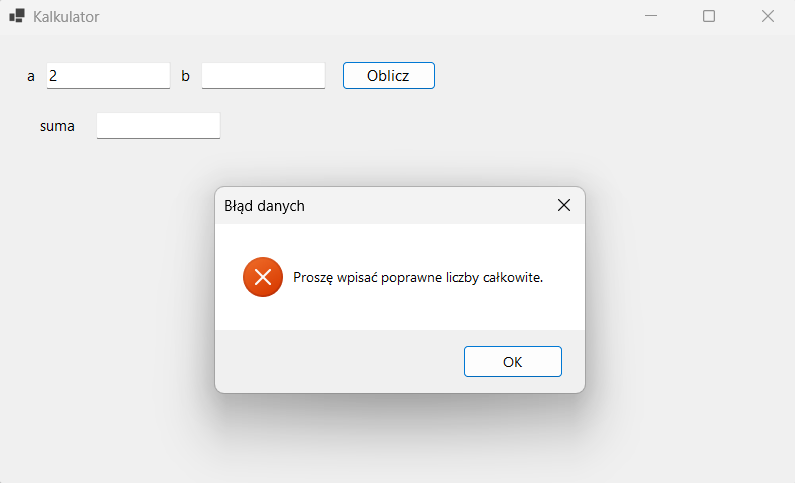 Kalkulator
a 2 b Oblicz
suma
Błąd danych
Proszę wpisać poprawne liczby całkowite.
OK